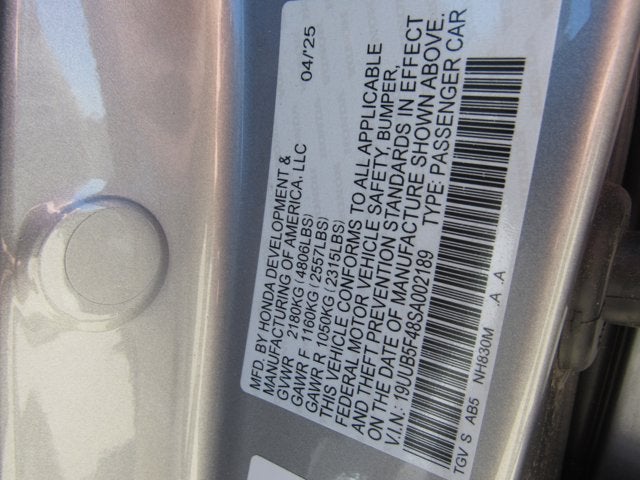 MFD. BY HONDA DEVELOPMENT & 04/25
MANUFACTURING OF AMERICA, LLC
GVWR 2180KG (4806LBS)
GAWR F 1160KG (2557LBS)
GAWR R 1050KG (2315LBS)
THIS VEHICLE CONFORMS TO ALL APPLICABLE
FEDERAL MOTOR VEHICLE SAFETY, BUMPER,
AND THEFT PREVENTION STANDARDS IN EFFECT
ON THE DATE OF MANUFACTURE SHOWN ABOVE.
V.I.N.: 19UUB5F48SA002189 TYPE: PASSENGER CAR
TGV S AB5 NH830M A A